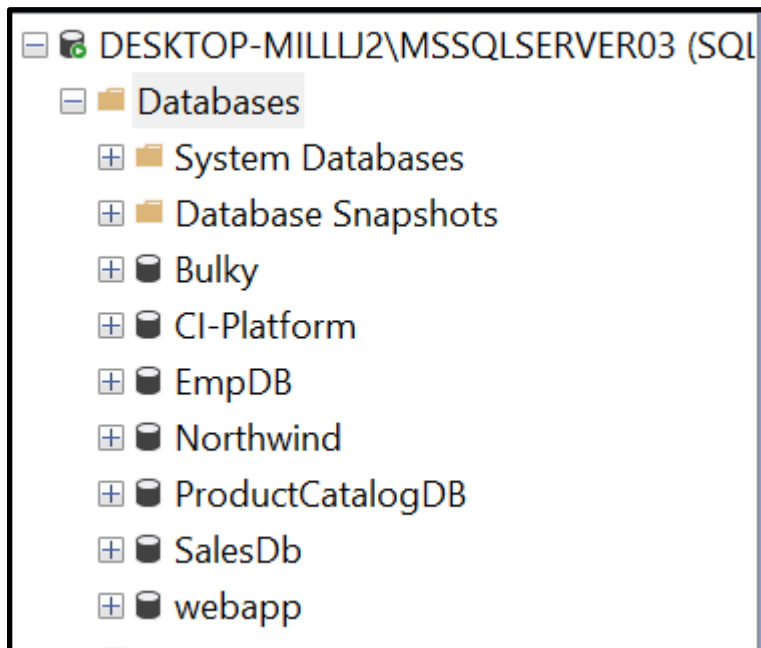 DESKTOP-MILLLJ2\MSSQLSERVER03 (SQL
Databases
System Databases
Database Snapshots
Bulky
CI-Platform
EmpDB
Northwind
ProductCatalogDB
SalesDb
webapp